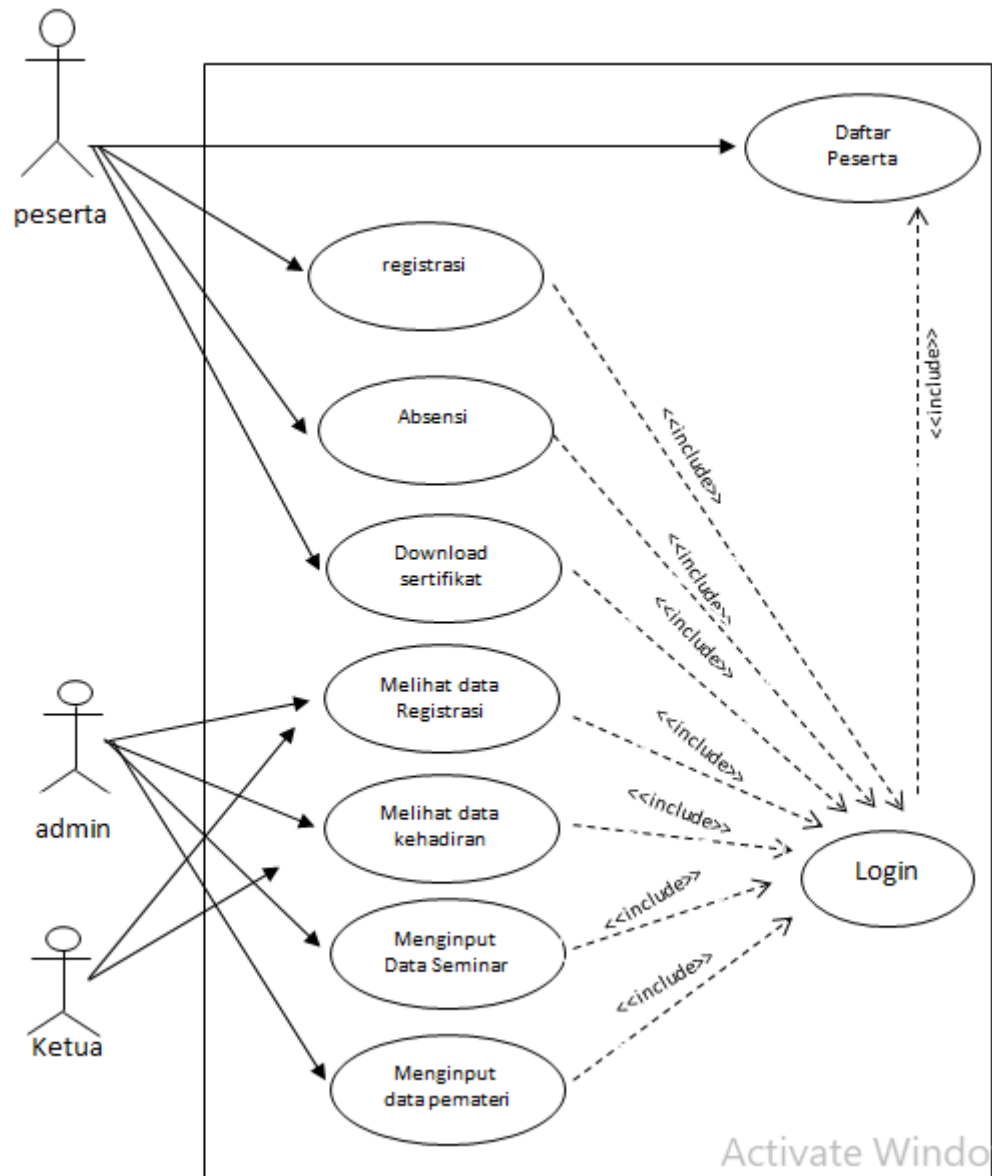 Daftar
Peserta
peserta
registrasi
<<include>>
Absensi
<<include>>
<<include>>
Download
sertifikat
<<include>>
Melihat data
Registrasi
<<include>>
admin
Melihat data
kehadiran
<<include>>
Login
<<include>>
Menginput
Data Seminar
<<include>>
Ketua
Menginput
data pemateri
Activate Windo